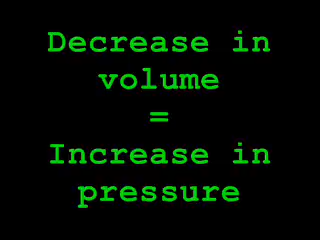 Decrease in
volume
=
Increase in
pressure